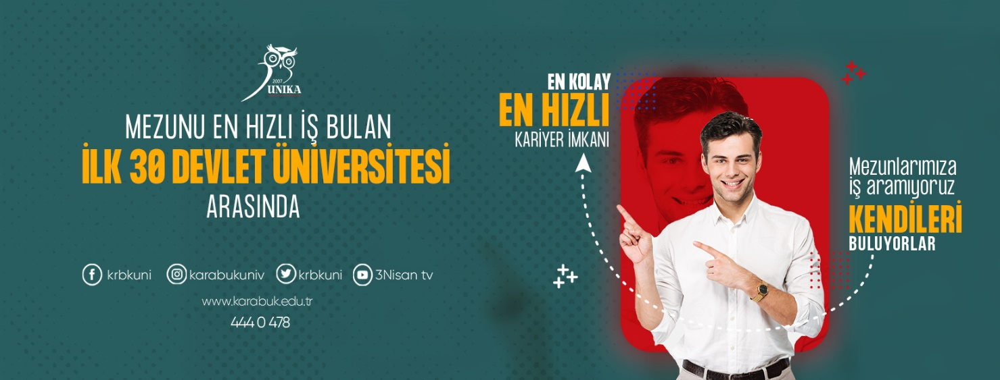 2007
UNIKA
MEZUNU EN HIZLI İŞ BULAN
İLK 30 DEVLET ÜNİVERSİTESİ
ARASINDA
krbkuni karabukuniv krbkuni 3Nisan tv
www.karabuk.edu.tr
444 0 478
EN KOLAY
EN HIZLI
KARİYER İMKANI
Mezunlarımıza
iş aramıyoruz
KENDİLERİ
BULUYORLAR